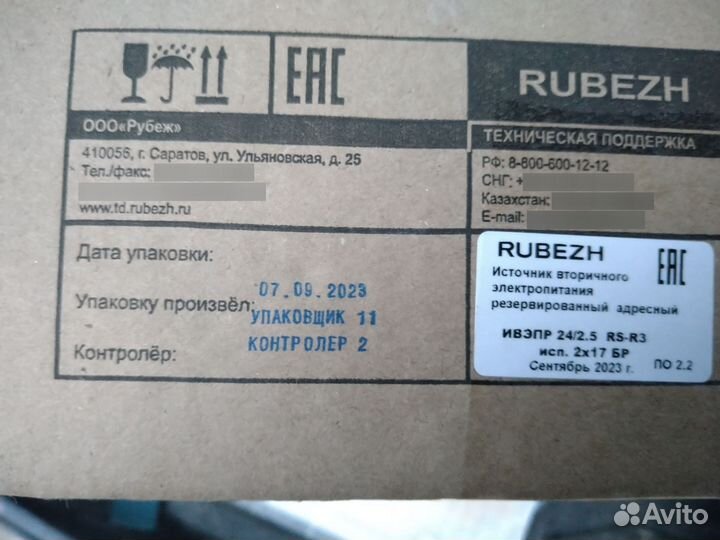 EAC
RUBEZH
ООО«Рубеж»
410056, г. Саратов, ул. Ульяновская, д. 25
Тел./факс:
www.td.rubezh.ru
ТЕХНИЧЕСКАЯ ПОДДЕРЖКА
РФ: 8-800-600-12-12
СНГ: +
Казахстан:
E-mail:
Дата упаковки:
07.09.2023
Упаковку произвёл:
УПАКОВЩИК 11
Контролёр:
КОНТРОЛЕР 2
RUBEZH
EAC
Источник вторичного
электропитания
резервированный адресный
ИВЭПР 24/2.5 RS-R3
исп. 2х17 БР
Сентябрь 2023 г.
ПО 2.2
Avito